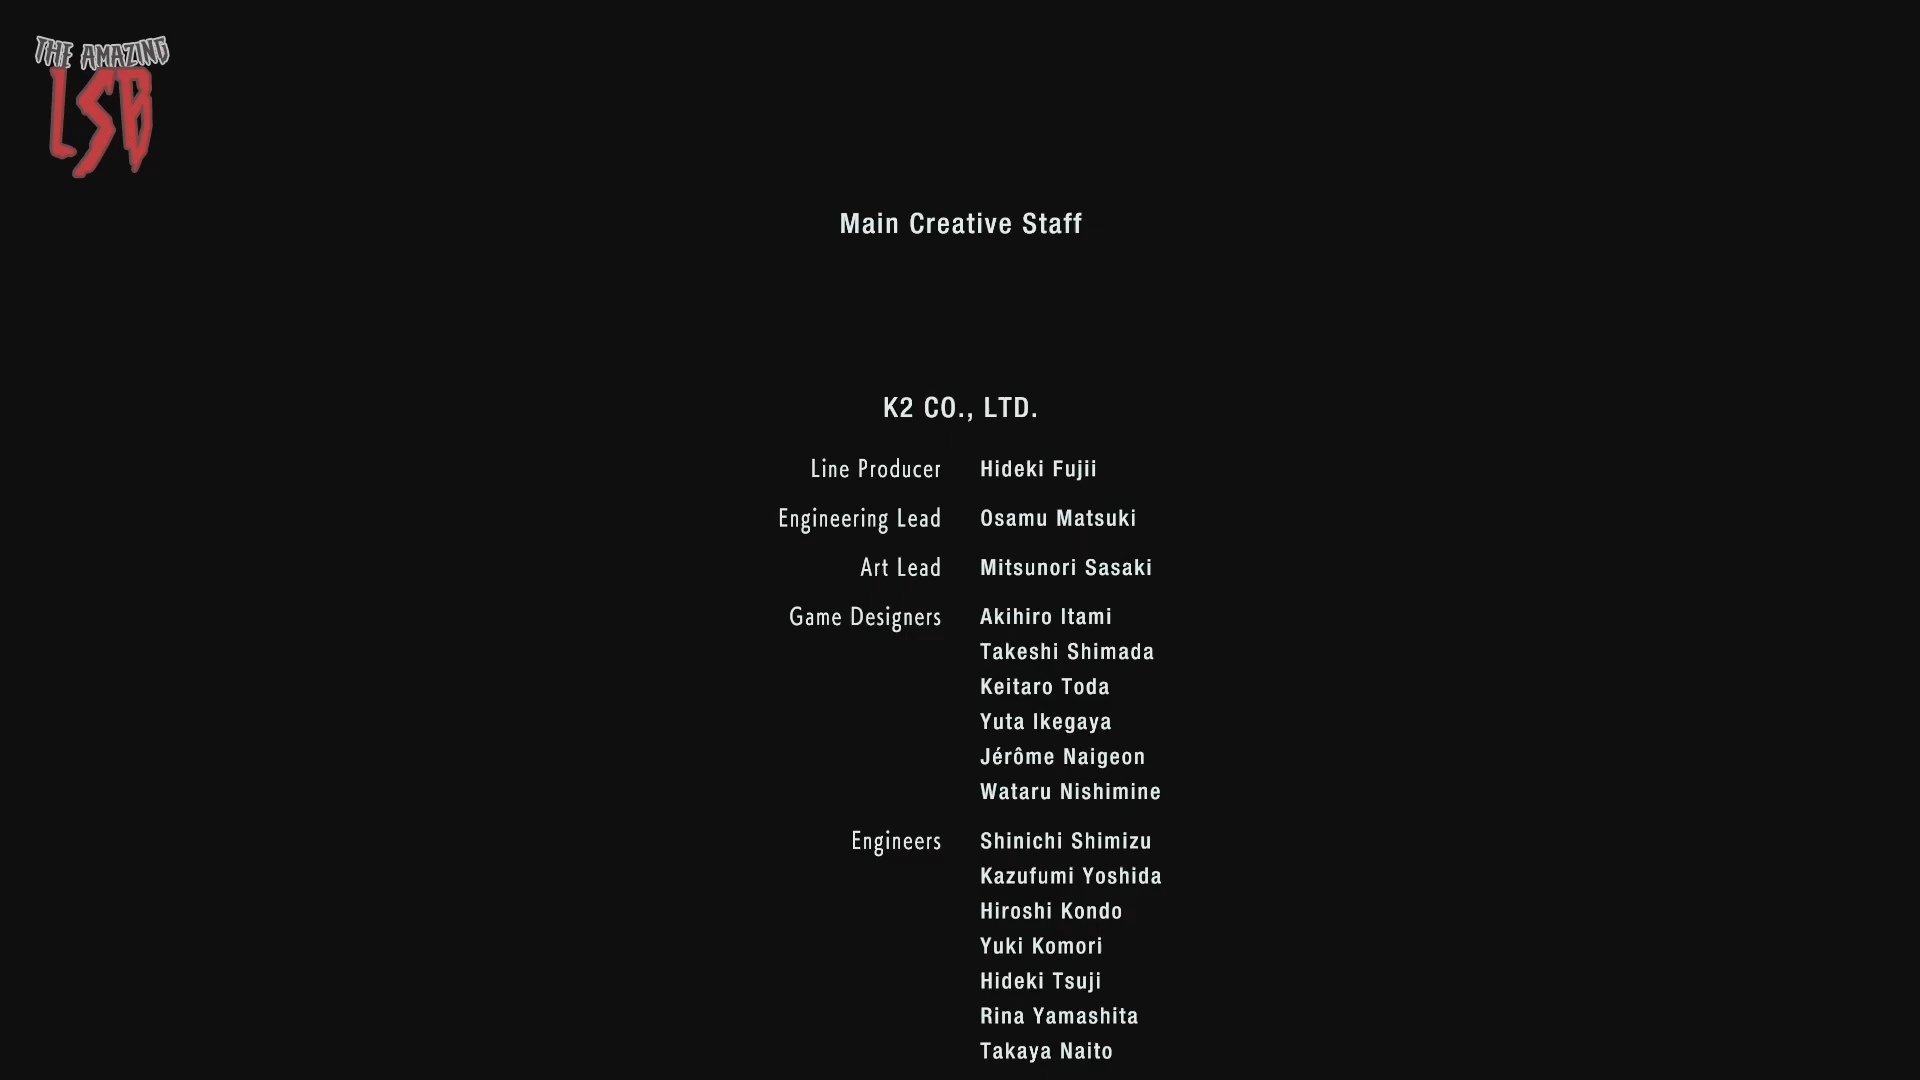 THE AMAZING
LSB
Main Creative Staff
K2 CO., LTD.
Line Producer Hideki Fujii
Engineering Lead Osamu Matsuki
Art Lead Mitsunori Sasaki
Game Designers Akihiro Itami
Takeshi Shimada
Keitaro Toda
Yuta Ikegaya
Jérôme Naigeon
Wataru Nishimine
Engineers Shinichi Shimizu
Kazufumi Yoshida
Hiroshi Kondo
Yuki Komori
Hideki Tsuji
Rina Yamashita
Takaya Naito